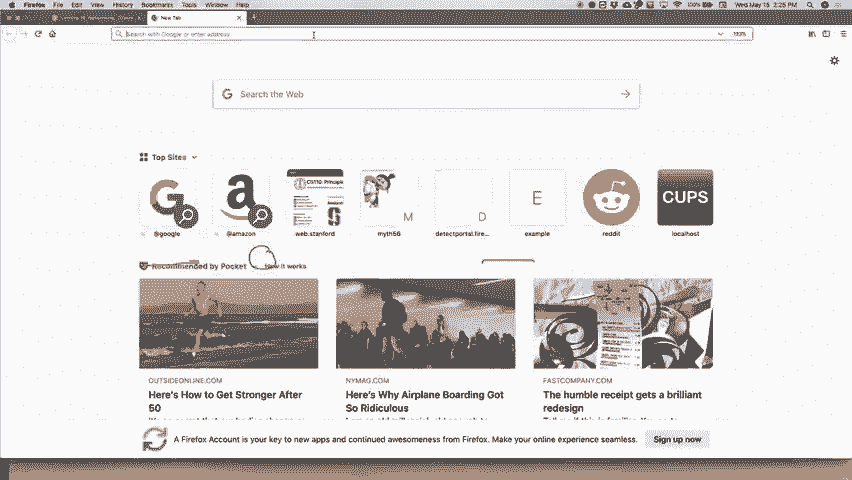 Firefox File Edit View History Bookmarks Tools Window Help 100% Wed May 15 2:25 PM
New Tab
Search with Google or enter address
Search the Web
Top Sites
CS110: Principle
M
D
E
CUPS
@google @amazon web.stanford myth56 detectportal.fire... example reddit localhost
Recommended by Pocket How it works
OUTSIDEONLINE.COM
Here's How to Get Stronger After
50
NYMAG.COM
Here's Why Airplane Boarding Got
So Ridiculous
FASTCOMPANY.COM
The humble receipt gets a brilliant
redesign
A Firefox Account is your key to new apps and continued awesomeness from Firefox. Make your online experience seamless. Sign up now